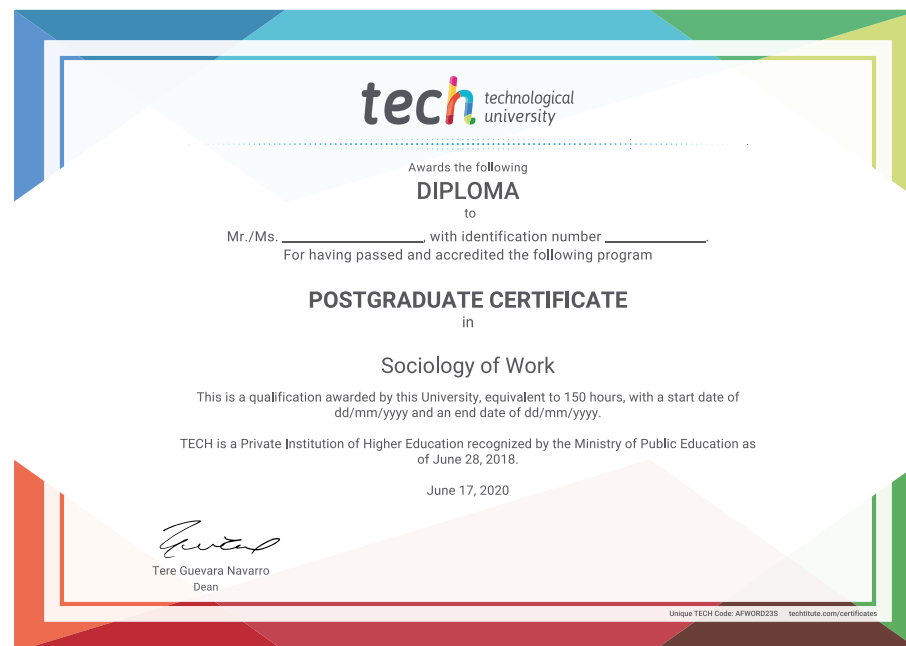 tech technological
university
Awards the following
DIPLOMA
to
Mr./Ms. ____________________, with identification number ______________.
For having passed and accredited the following program
POSTGRADUATE CERTIFICATE
in
Sociology of Work
This is a qualification awarded by this University, equivalent to 150 hours, with a start date of
dd/mm/yyyy and an end date of dd/mm/yyyy.
TECH is a Private Institution of Higher Education recognized by the Ministry of Public Education as
of June 28, 2018.
June 17, 2020
Tere Guevara Navarro
Dean
Unique TECH Code: AFWORD23S techtitute.com/certificates